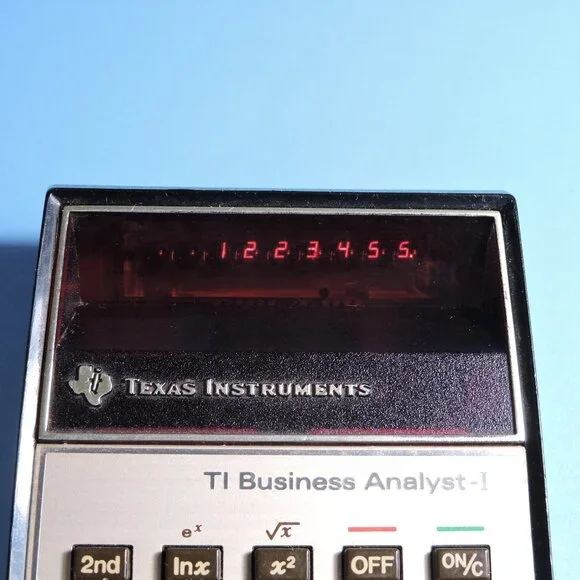 1223455.
TEXAS INSTRUMENTS
TI Business Analyst-I
eˣ √x
2nd lnx x² OFF ON/C